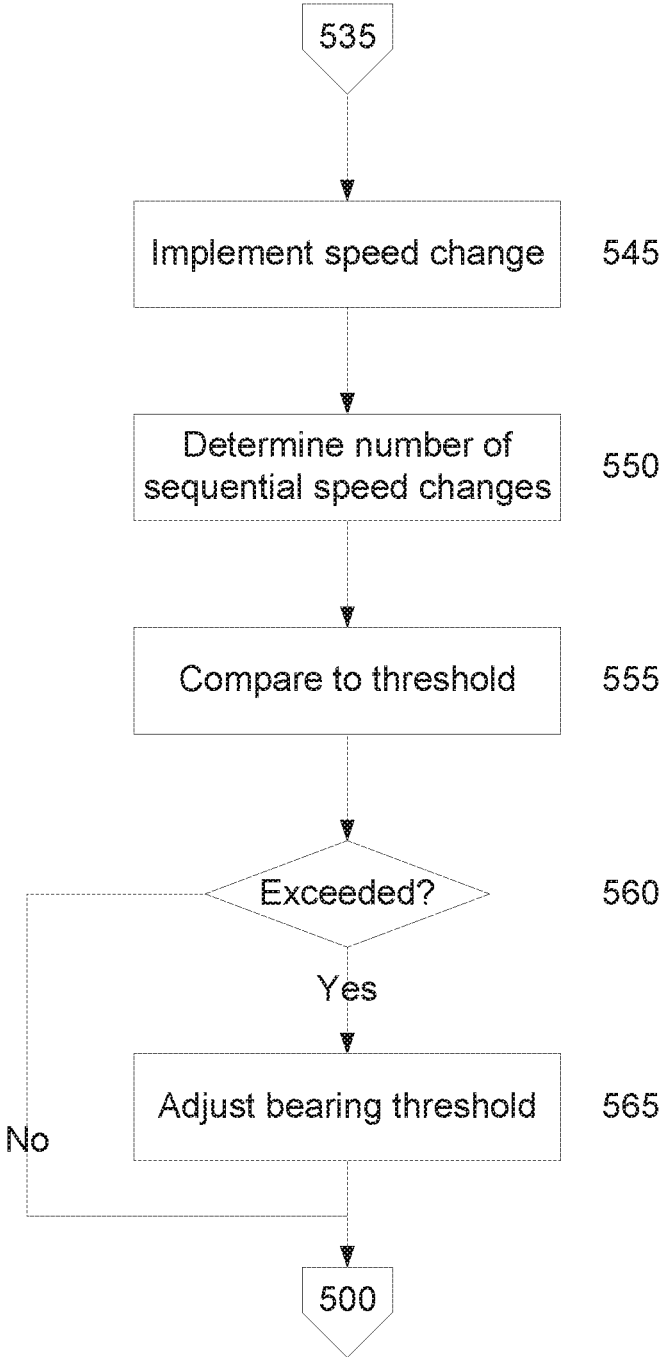 535
Implement speed change
545
Determine number of
sequential speed changes
550
Compare to threshold
555
Exceeded?
560
Yes
Adjust bearing threshold
565
No
500